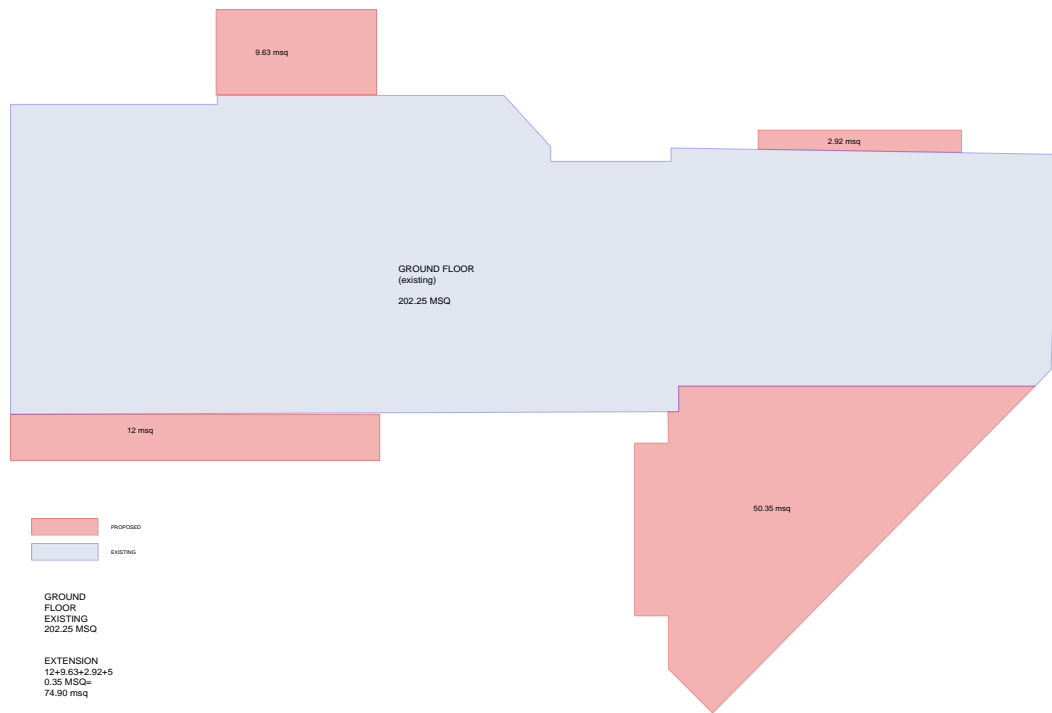 9.63 msq
2.92 msq
GROUND FLOOR
(existing)
202.25 MSQ
12 msq
50.35 msq
PROPOSED
EXISTING
GROUND
FLOOR
EXISTING
202.25 MSQ
EXTENSION
12+9.63+2.92+5
0.35 MSQ=
74.90 msq